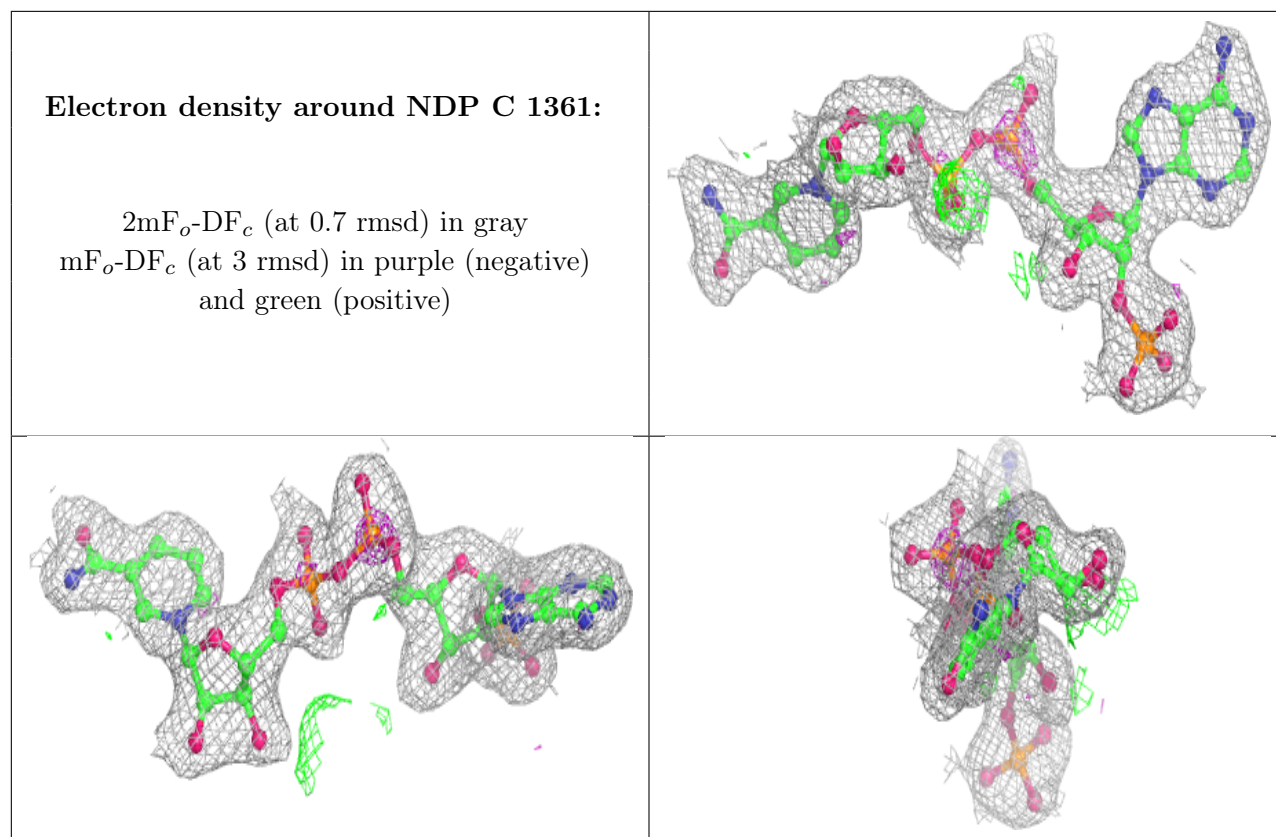 Electron density around NDP C 1361:
2mFₒ-DF𝒸 (at 0.7 rmsd) in gray
mFₒ-DF𝒸 (at 3 rmsd) in purple (negative)
and green (positive)